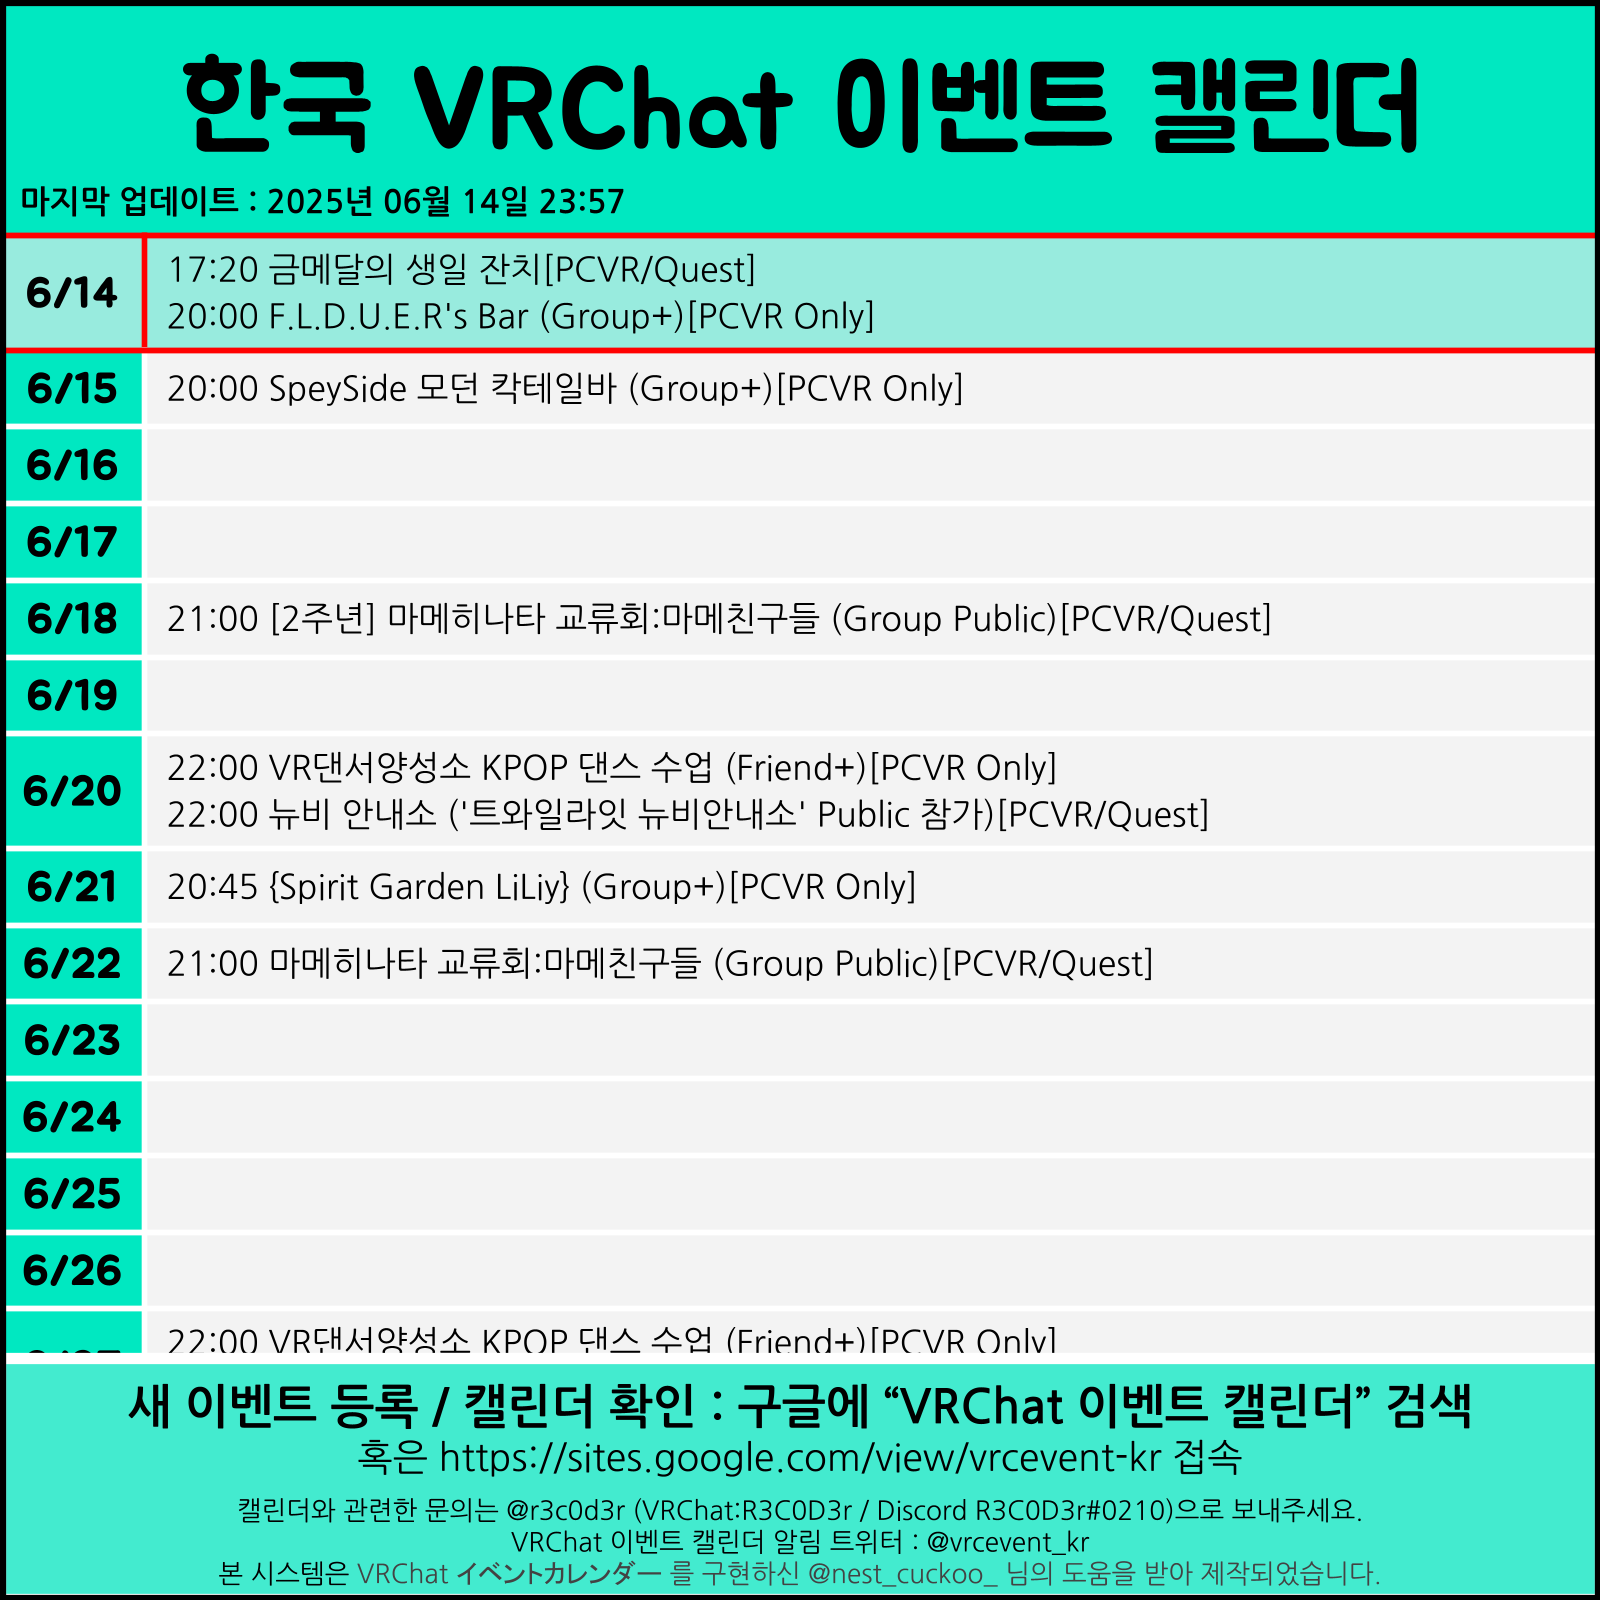 한국 VRChat 이벤트 캘린더
마지막 업데이트 : 2025년 06월 14일 23:57
6/14
17:20 금메달의 생일 잔치[PCVR/Quest]
20:00 F.L.D.U.E.R's Bar (Group+)[PCVR Only]
6/15
20:00 SpeySide 모던 칵테일바 (Group+)[PCVR Only]
6/16
6/17
6/18
21:00 [2주년] 마메히나타 교류회:마메친구들 (Group Public)[PCVR/Quest]
6/19
6/20
22:00 VR댄서양성소 KPOP 댄스 수업 (Friend+)[PCVR Only]
22:00 뉴비 안내소 ('트와일라잇 뉴비안내소' Public 참가)[PCVR/Quest]
6/21
20:45 {Spirit Garden LiLiy} (Group+)[PCVR Only]
6/22
21:00 마메히나타 교류회:마메친구들 (Group Public)[PCVR/Quest]
6/23
6/24
6/25
6/26
22:00 VR댄서양성소 KPOP 댄스 수업 (Friend+)[PCVR Only]
새 이벤트 등록 / 캘린더 확인 : 구글에 “VRChat 이벤트 캘린더” 검색
혹은 https://sites.google.com/view/vrcevent-kr 접속
캘린더와 관련한 문의는 @r3c0d3r (VRChat:R3C0D3r / Discord R3C0D3r#0210)으로 보내주세요.
VRChat 이벤트 캘린더 알림 트위터 : @vrcevent_kr
본 시스템은 VRChat イベントカレンダー 를 구현하신 @nest_cuckoo_ 님의 도움을 받아 제작되었습니다.